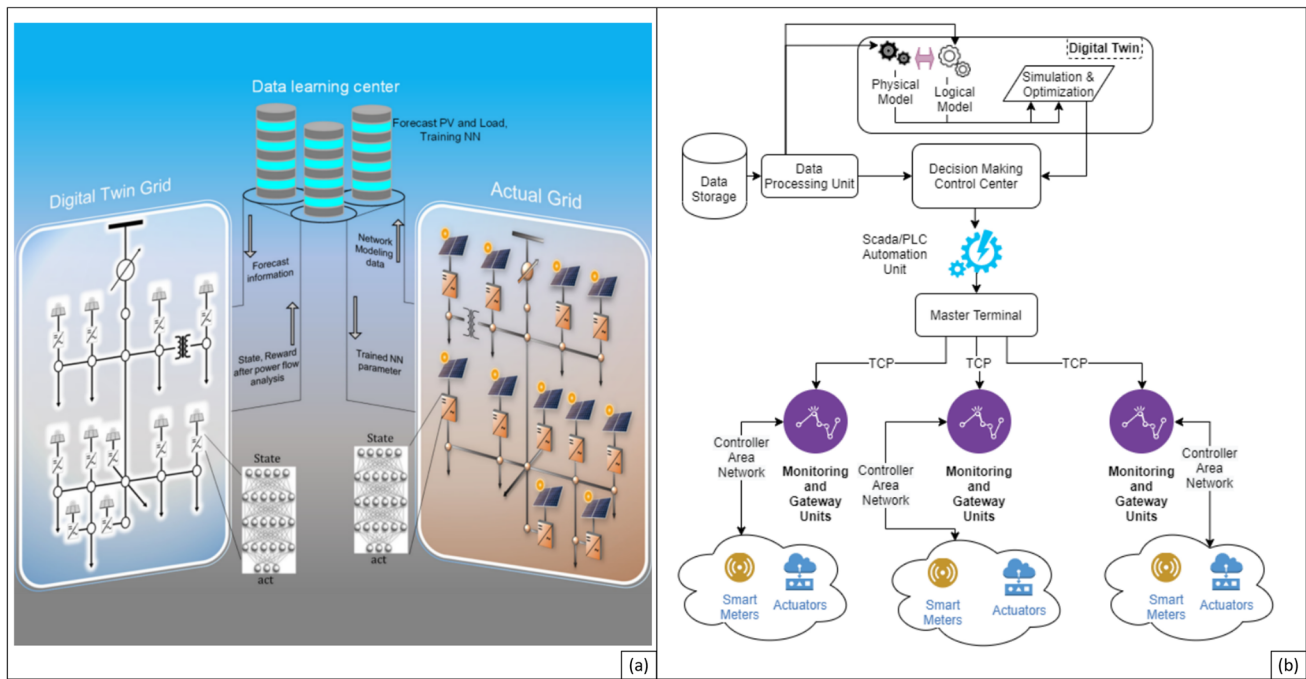 Data learning center
Forecast PV and Load,
Training NN
Digital Twin Grid
Actual Grid
Forecast
information
Network
Modeling
data
State, Reward
after power flow
analysis
Trained NN
parameter
State
act
State
act
(a)
Digital Twin
Physical
Model
Logical
Model
Simulation &
Optimization
Data
Storage
Data
Processing Unit
Decision Making
Control Center
Scada/PLC
Automation
Unit
Master Terminal
TCP
TCP
TCP
Controller
Area
Network
Monitoring
and
Gateway
Units
Controller
Area
Network
Monitoring
and
Gateway
Units
Monitoring
and
Gateway
Units
Controller
Area
Network
Smart
Meters
Actuators
Smart
Meters
Actuators
Smart
Meters
Actuators
(b)